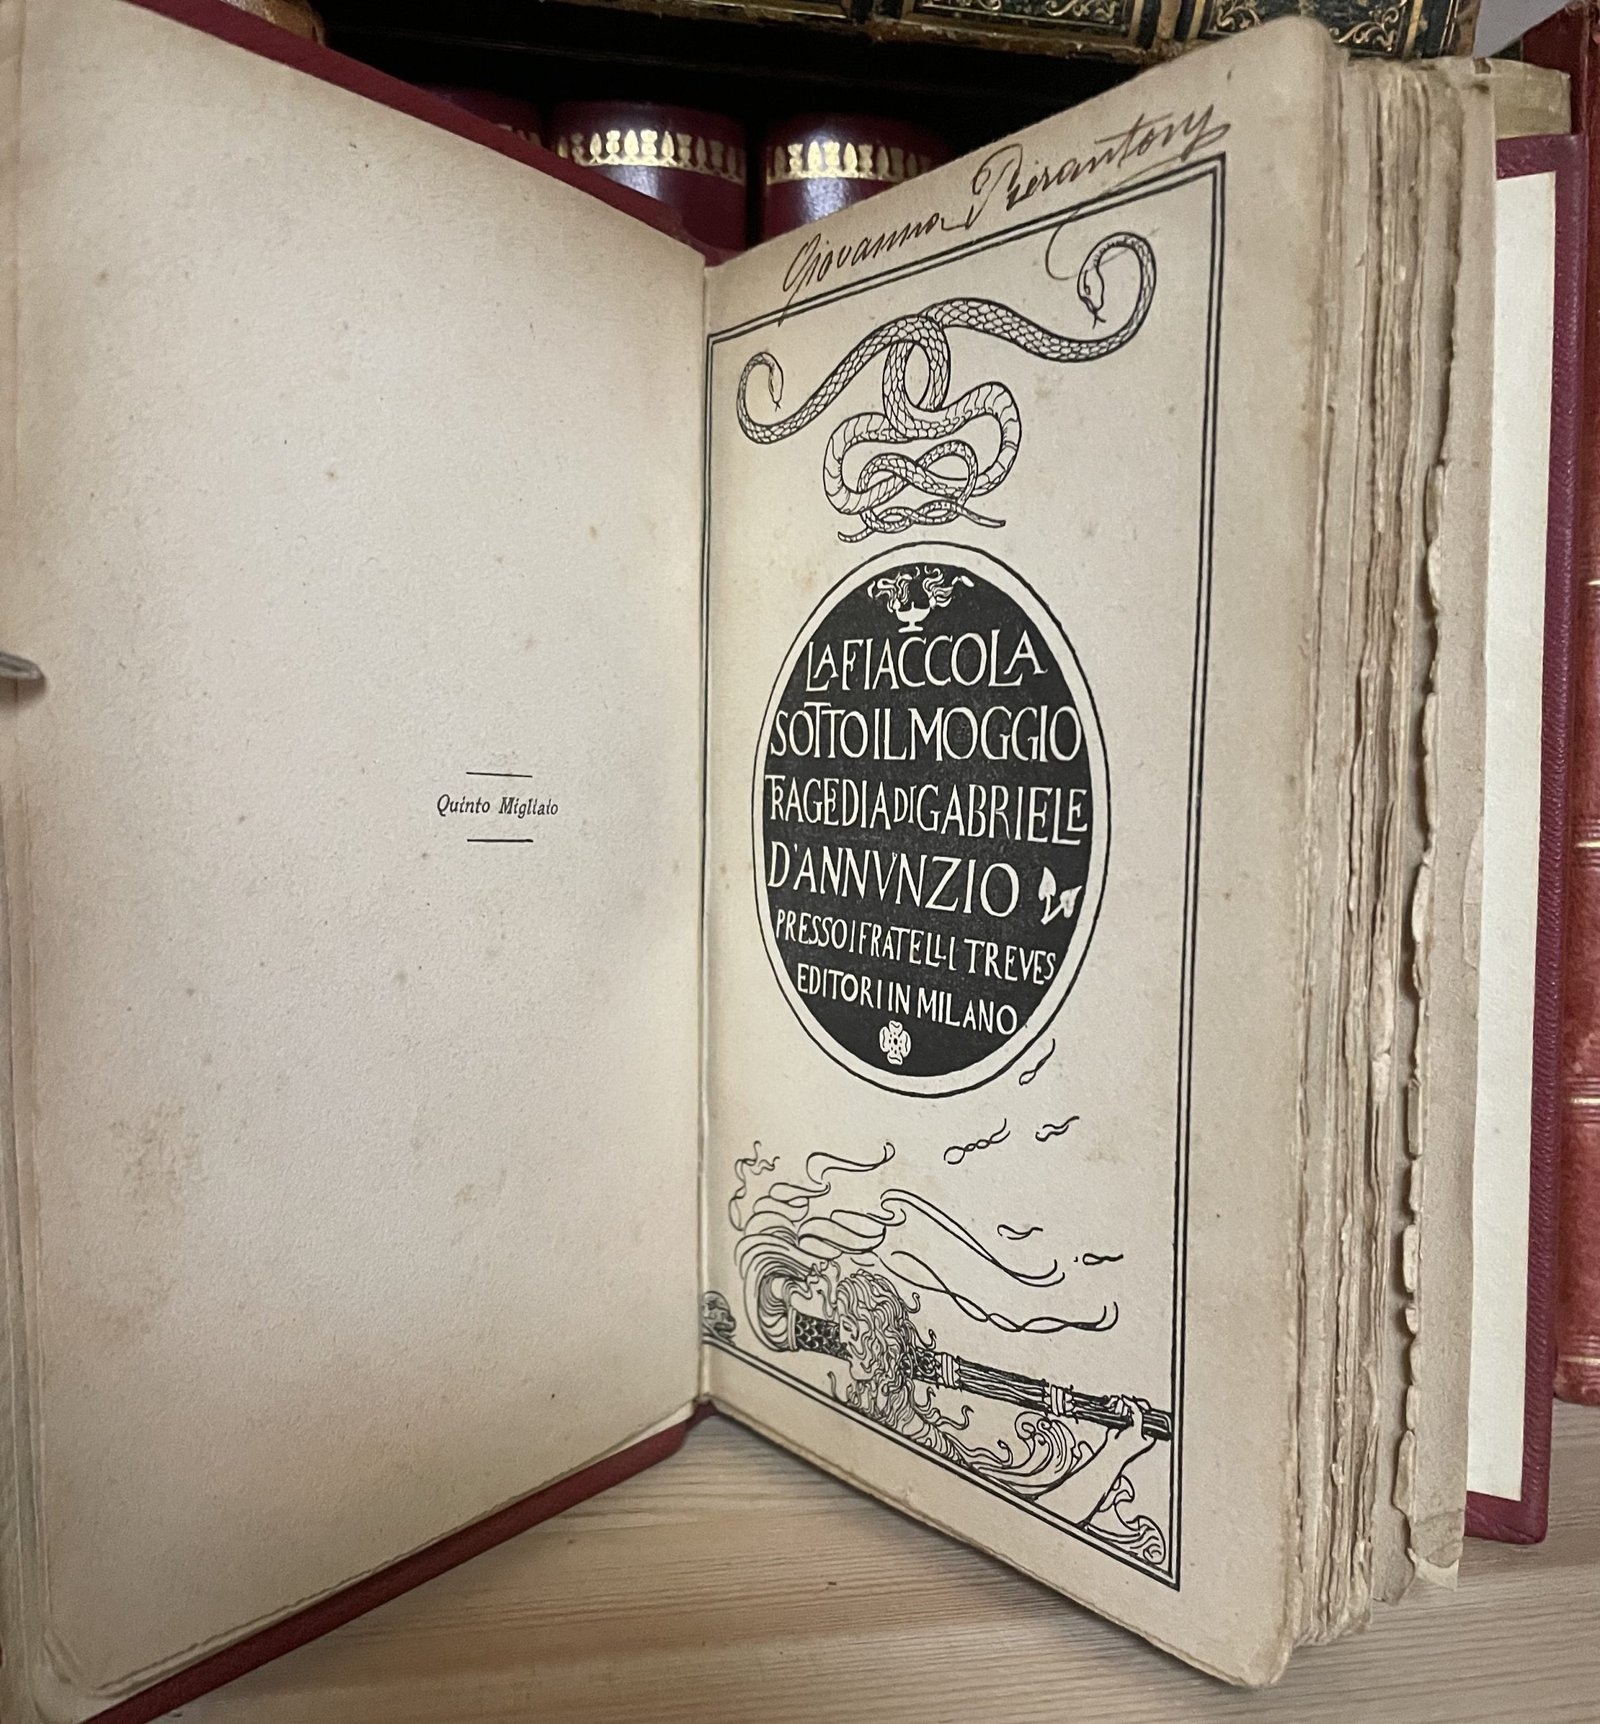 Quinto Migliaio
Giovanna Pierantony
LA FIACCOLA
SOTTO IL MOGGIO
TRAGEDIA DI GABRIELE
D'ANNVNZIO
PRESSO I FRATELLI TREVES
EDITORI IN MILANO